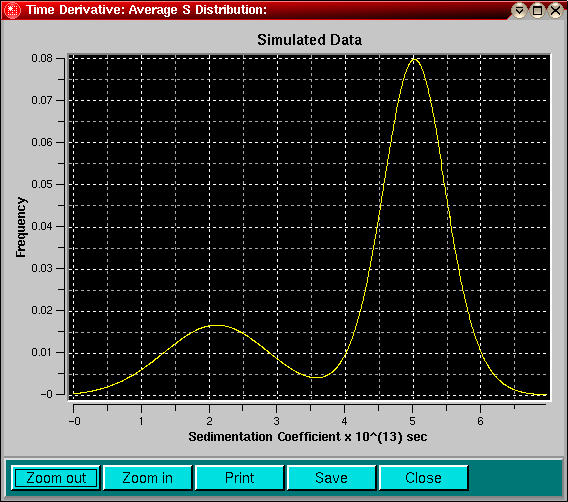 Time Derivative: Average S Distribution:
Simulated Data
0.08
0.07
0.06
0.05
0.04
0.03
0.02
0.01
−0
Frequency
−0 1 2 3 4 5 6
Sedimentation Coefficient x 10^(13) sec
Zoom out Zoom in Print Save Close